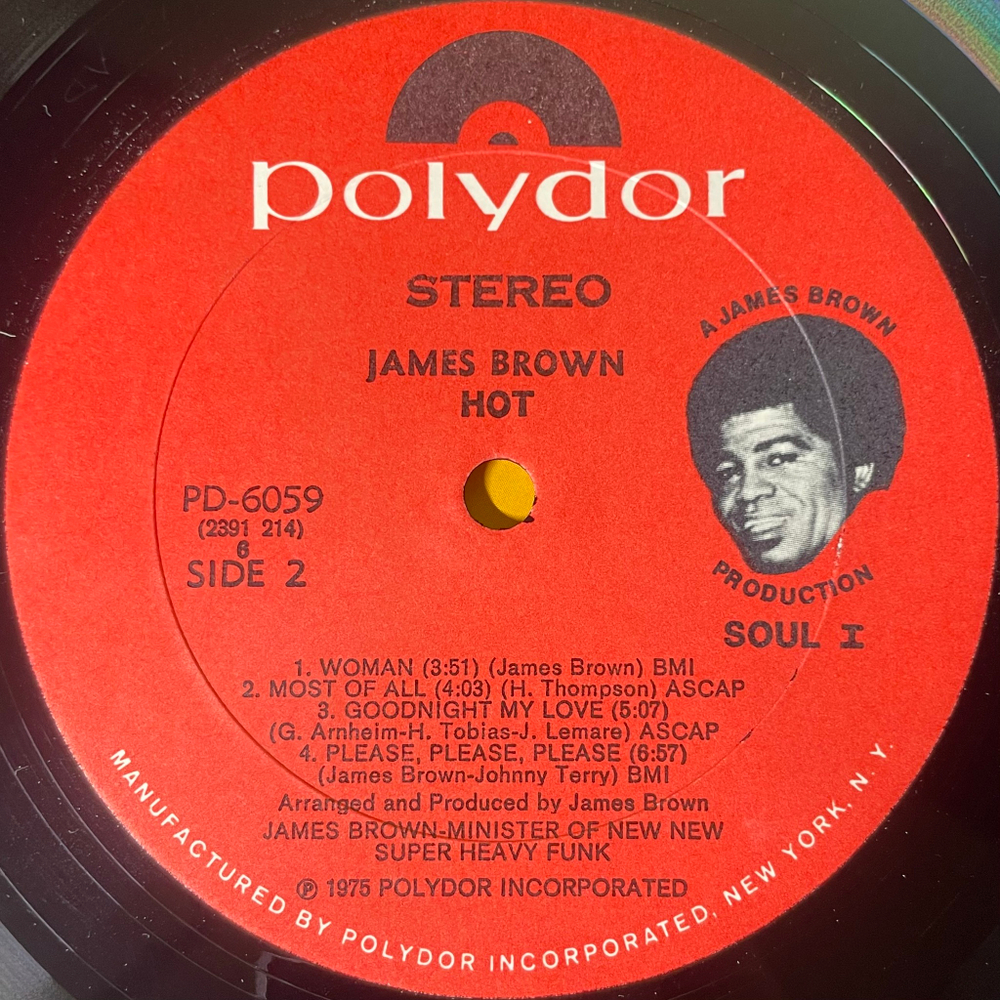 polydor
STEREO
JAMES BROWN
HOT
A JAMES BROWN
PRODUCTION
SOUL I
PD-6059
(2391 214)
6
SIDE 2
1. WOMAN (3:51) (James Brown) BMI
2. MOST OF ALL (4:03) (H. Thompson) ASCAP
3. GOODNIGHT MY LOVE (5:07)
(G. Arnheim-H. Tobias-J. Lemare) ASCAP
4. PLEASE, PLEASE, PLEASE (6:57)
(James Brown-Johnny Terry) BMI
Arranged and Produced by James Brown
JAMES BROWN-MINISTER OF NEW NEW
SUPER HEAVY FUNK
℗ 1975 POLYDOR INCORPORATED
MANUFACTURED BY POLYDOR INCORPORATED, NEW YORK, N. Y.